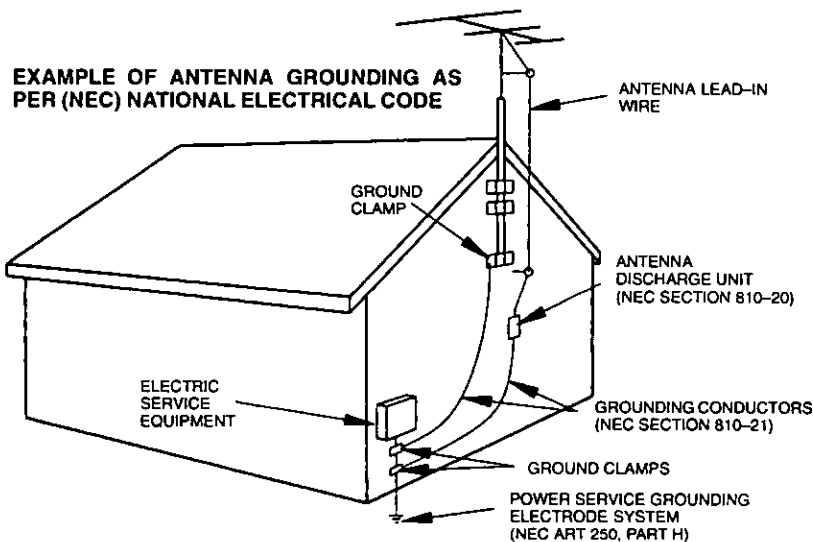 EXAMPLE OF ANTENNA GROUNDING AS
PER (NEC) NATIONAL ELECTRICAL CODE
ANTENNA LEAD–IN
WIRE
GROUND
CLAMP
ANTENNA
DISCHARGE UNIT
(NEC SECTION 810–20)
ELECTRIC
SERVICE
EQUIPMENT
GROUNDING CONDUCTORS
(NEC SECTION 810–21)
GROUND CLAMPS
POWER SERVICE GROUNDING
ELECTRODE SYSTEM
(NEC ART 250, PART H)